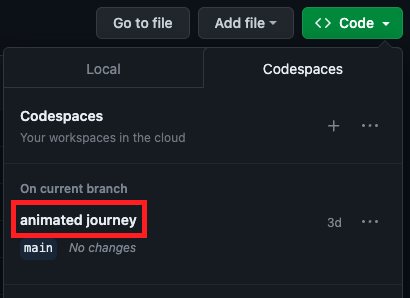 Go to file Add file <> Code
Local Codespaces
Codespaces
Your workspaces in the cloud
On current branch
animated journey 3d
main No changes